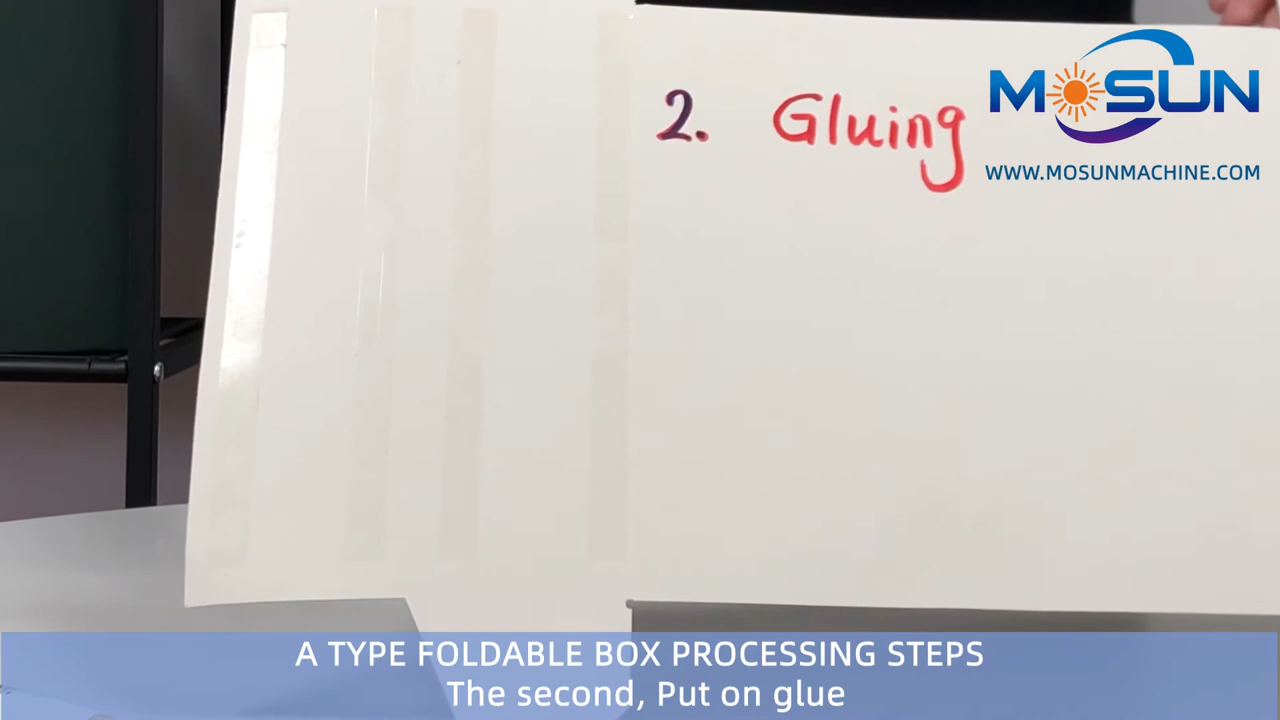 2. Gluing
MOSUN
WWW.MOSUNMACHINE.COM
A TYPE FOLDABLE BOX PROCESSING STEPS
The second, Put on glue